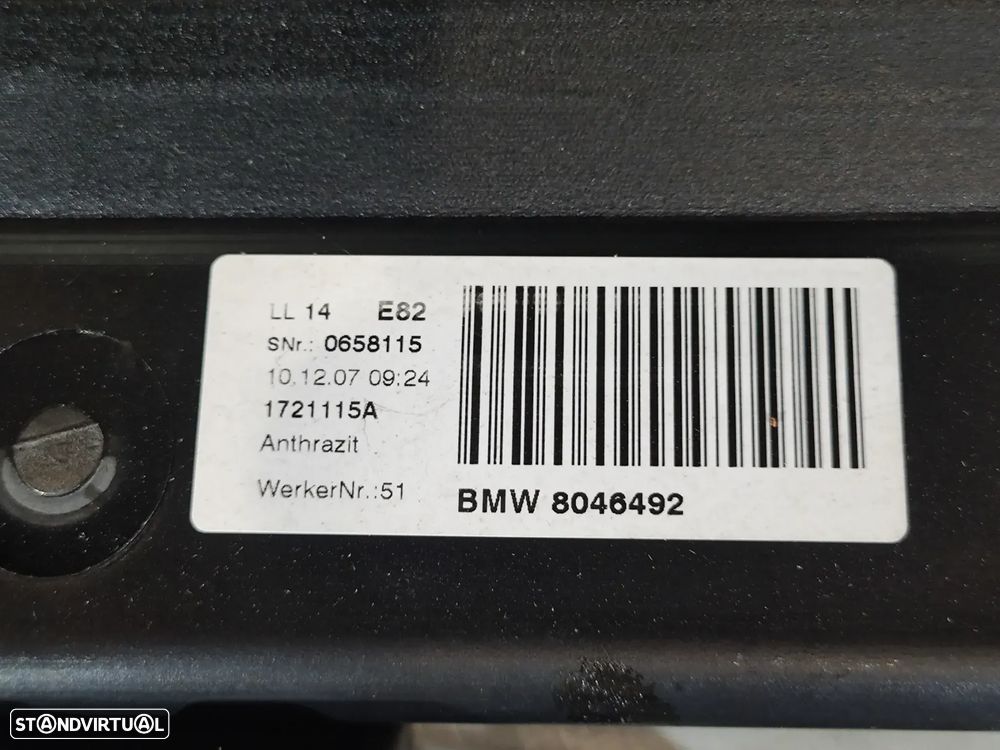 LL 14 E82
SNr.: 0658115
10.12.07 09:24
1721115A
Anthrazit
WerkerNr.:51
BMW 8046492
STANDVIRTUAL